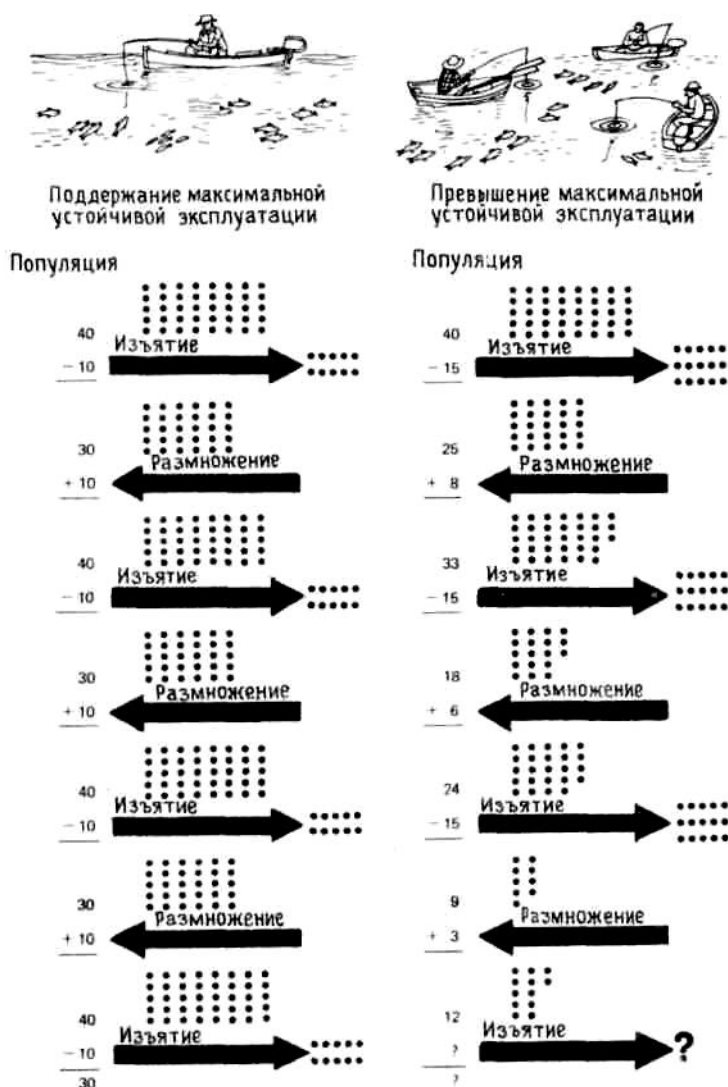 Поддержание максимальной
устойчивой эксплуатации
Популяция
40
Изъятие
− 10
30
Размножение
+ 10
40
Изъятие
− 10
30
Размножение
+ 10
40
Изъятие
− 10
30
Размножение
+ 10
40
Изъятие
− 10
30
Превышение максимальной
устойчивой эксплуатации
Популяция
40
Изъятие
− 15
25
Размножение
+ 8
33
Изъятие
− 15
18
Размножение
+ 6
24
Изъятие
− 15
9
Размножение
+ 3
12
Изъятие
?
?
?